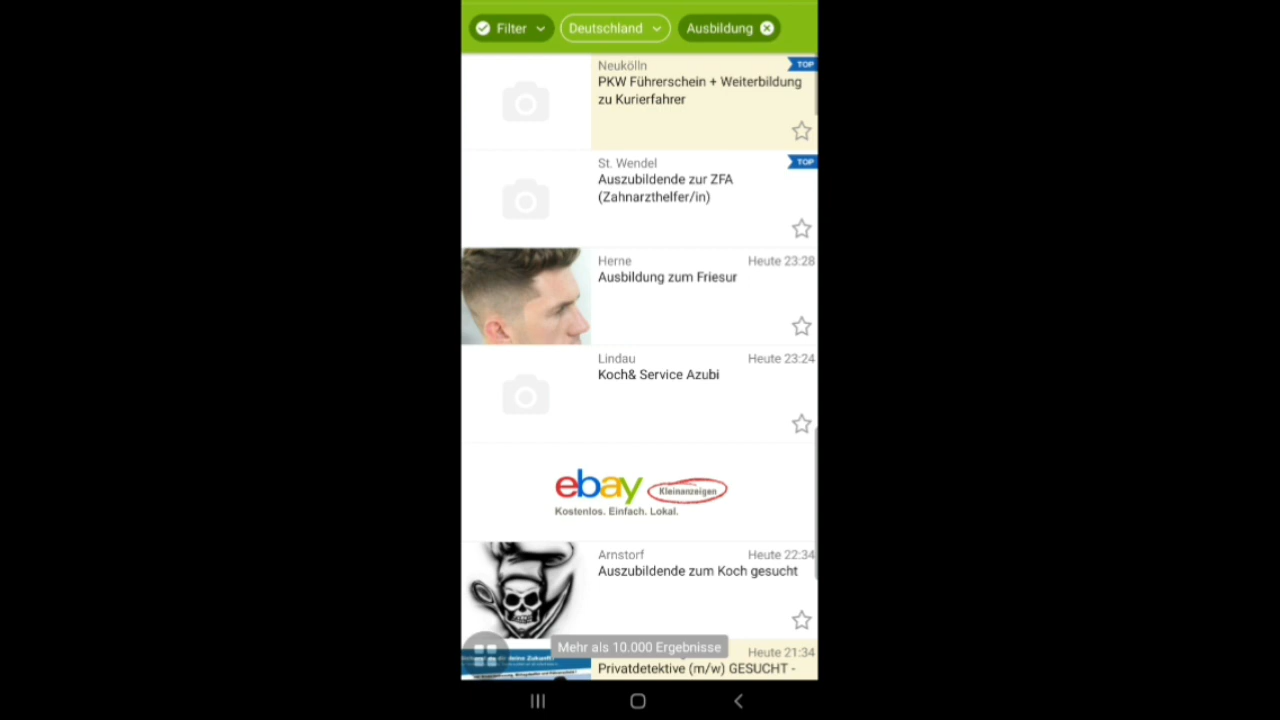 Filter
Deutschland
Ausbildung
Neukölln
TOP
PKW Führerschein + Weiterbildung
zu Kurierfahrer
St. Wendel
TOP
Auszubildende zur ZFA
(Zahnarzthelfer/in)
Herne
Heute 23:28
Ausbildung zum Friesur
Lindau
Heute 23:24
Koch& Service Azubi
ebay
Kleinanzeigen
Kostenlos. Einfach. Lokal.
Arnstorf
Heute 22:34
Auszubildende zum Koch gesucht
Mehr als 10.000 Ergebnisse
Heute 21:34
Privatdetektive (m/w) GESUCHT -